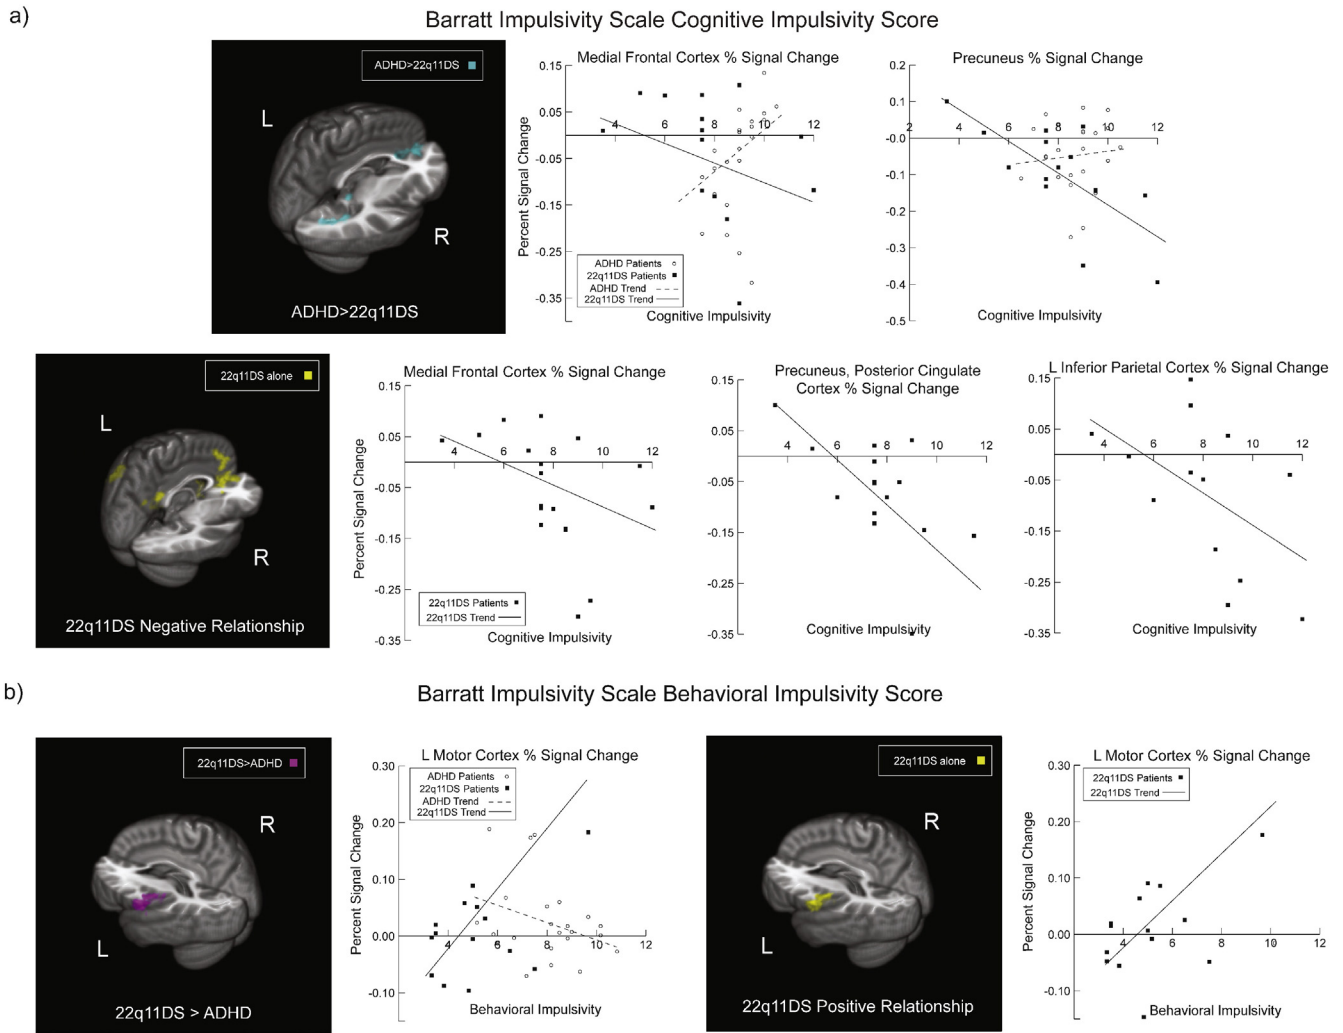 a)
Barratt Impulsivity Scale Cognitive Impulsivity Score
ADHD>22q11DS
L
R
ADHD>22q11DS
Medial Frontal Cortex % Signal Change
Percent Signal Change
0.15
0.05
-0.05
-0.15
-0.25
-0.35
4 6 8 10 12
ADHD Patients
22q11DS Patients
ADHD Trend
22q11DS Trend
Cognitive Impulsivity
Precuneus % Signal Change
0.2
0.1
-0.0
-0.1
-0.2
-0.3
-0.4
-0.5
2 4 6 8 10 12
Cognitive Impulsivity
22q11DS alone
L
R
22q11DS Negative Relationship
Medial Frontal Cortex % Signal Change
Percent Signal Change
0.15
0.05
-0.05
-0.15
-0.25
-0.35
4 6 8 10 12
22q11DS Patients
22q11DS Trend
Cognitive Impulsivity
Precuneus, Posterior Cingulate
Cortex % Signal Change
0.15
0.05
-0.05
-0.15
-0.25
-0.35
4 6 8 10 12
Cognitive Impulsivity
L Inferior Parietal Cortex % Signal Change
0.15
0.05
-0.05
-0.15
-0.25
-0.35
4 6 8 10 12
Cognitive Impulsivity
b)
Barratt Impulsivity Scale Behavioral Impulsivity Score
22q11DS>ADHD
R
L
22q11DS > ADHD
L Motor Cortex % Signal Change
Percent Signal Change
0.30
0.20
0.10
0.00
-0.10
4 6 8 10 12
ADHD Patients
22q11DS Patients
ADHD Trend
22q11DS Trend
Behavioral Impulsivity
22q11DS alone
R
L
22q11DS Positive Relationship
L Motor Cortex % Signal Change
Percent Signal Change
0.30
0.20
0.10
0.00
-0.10
4 6 8 10 12
22q11DS Patients
22q11DS Trend
Behavioral Impulsivity